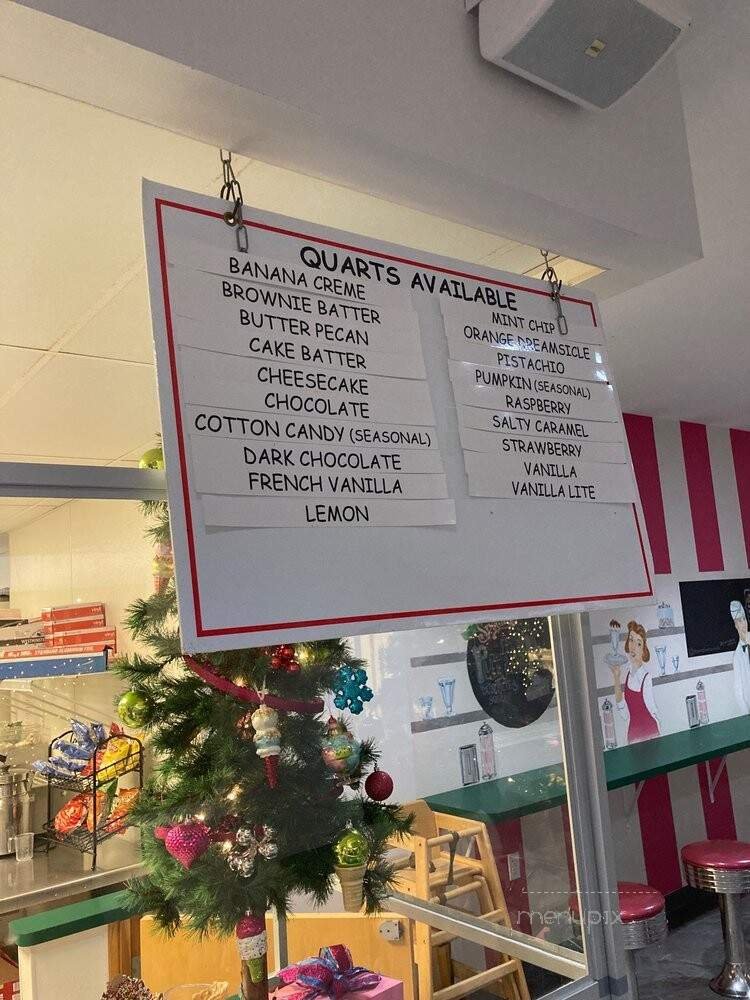 QUARTS AVAILABLE
BANANA CREME
BROWNIE BATTER
BUTTER PECAN
CAKE BATTER
CHEESECAKE
CHOCOLATE
COTTON CANDY (SEASONAL)
DARK CHOCOLATE
FRENCH VANILLA
LEMON
MINT CHIP
ORANGE DREAMSICLE
PISTACHIO
PUMPKIN (SEASONAL)
RASPBERRY
SALTY CARAMEL
STRAWBERRY
VANILLA
VANILLA LITE
menupix